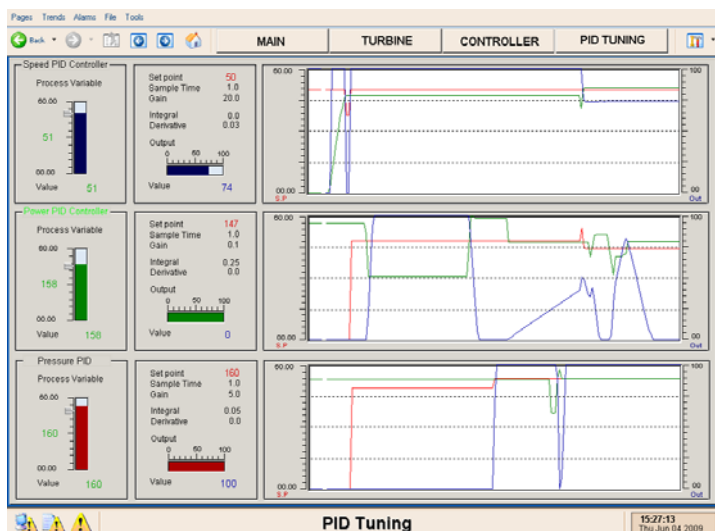 Pages Trends Alarms File Tools
Back
MAIN TURBINE CONTROLLER PID TUNING
Speed PID Controller
Process Variable
60.00
51
00.00
Value 51
Set point 50
Sample Time 1.0
Gain 20.0
Integral 0.0
Derivative 0.03
Output
0 50 100
Value 74
60.00
00.00
S.P
100
00
Out
Power PID Controller
Process Variable
60.00
158
00.00
Value 158
Set point 147
Sample Time 1.0
Gain 0.1
Integral 0.25
Derivative 0.0
Output
0 50 100
Value 0
60.00
00.00
S.P
100
00
Out
Pressure PID
Process Variable
60.00
160
00.00
Value 160
Set point 160
Sample Time 1.0
Gain 5.0
Integral 0.05
Derivative 0.0
Output
0 50 100
Value 100
60.00
00.00
S.P
100
00
Out
PID Tuning
15:27:13
Thu Jun 04 2009